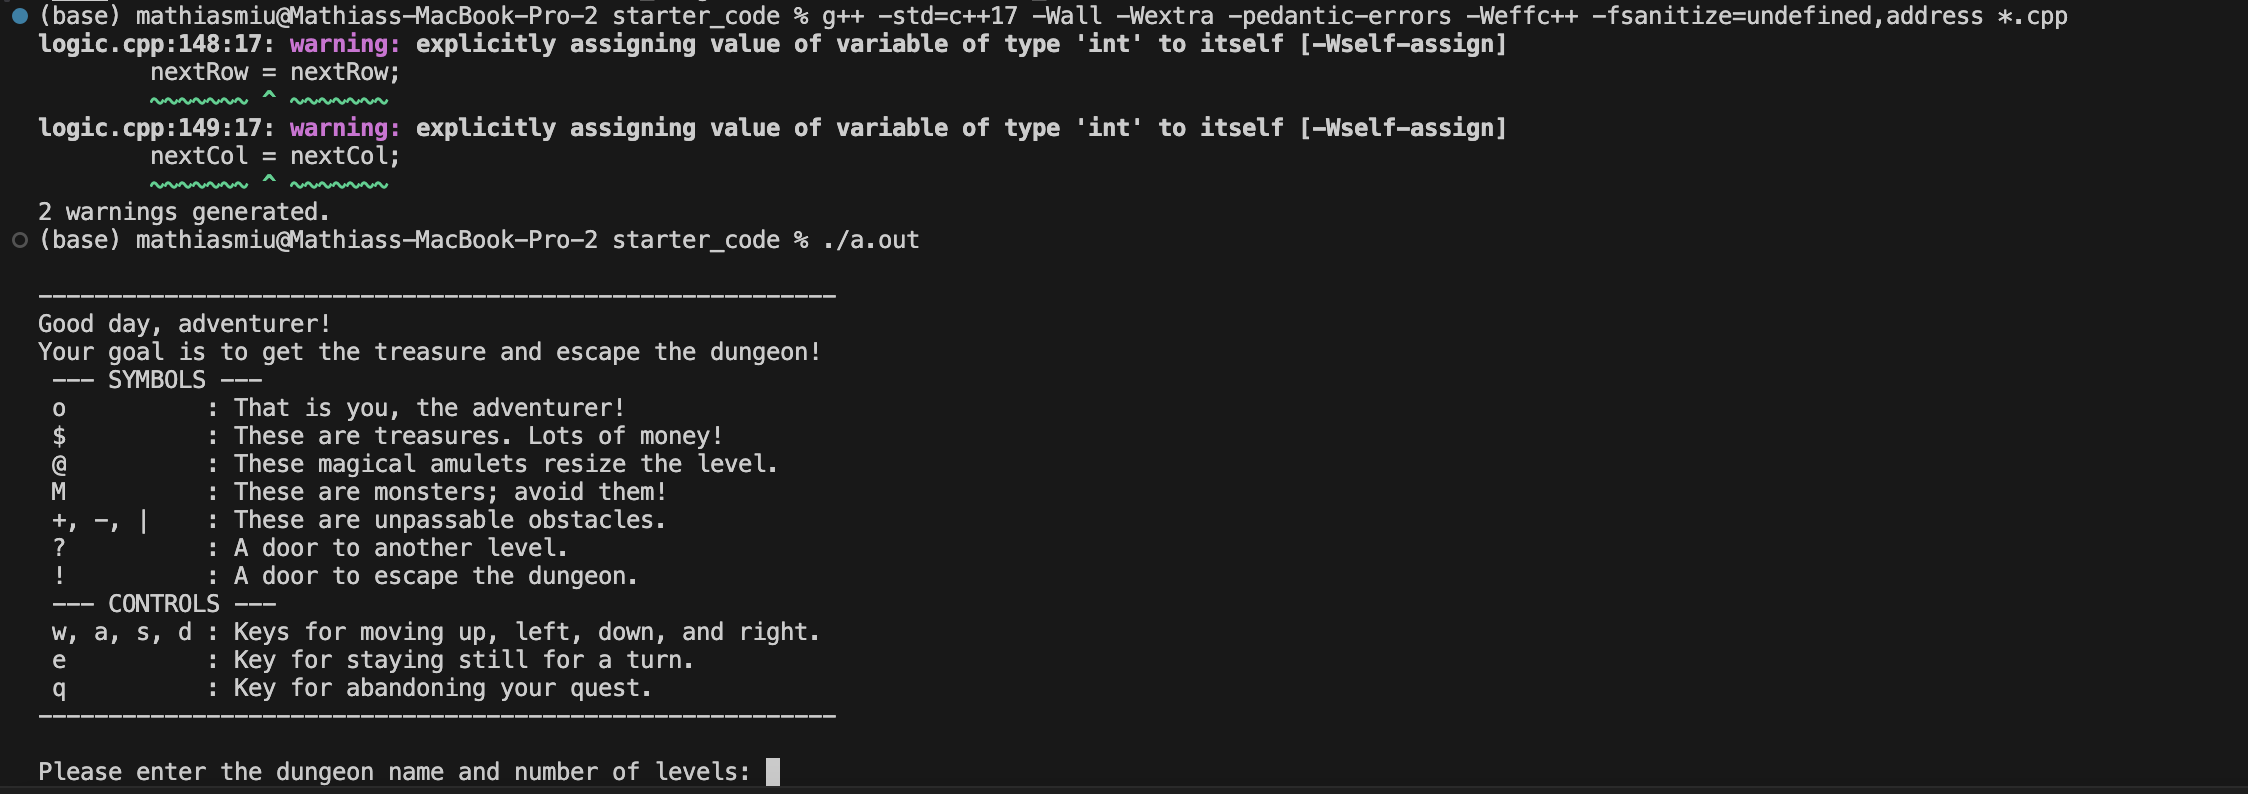 (base) mathiasmiu@Mathiass-MacBook-Pro-2 starter_code % g++ -std=c++17 -Wall -Wextra -pedantic-errors -Weffc++ -fsanitize=undefined,address *.cpp
logic.cpp:148:17: warning: explicitly assigning value of variable of type 'int' to itself [-Wself-assign]
        nextRow = nextRow;
        ~~~~~~~ ^ ~~~~~~~
logic.cpp:149:17: warning: explicitly assigning value of variable of type 'int' to itself [-Wself-assign]
        nextCol = nextCol;
        ~~~~~~~ ^ ~~~~~~~
2 warnings generated.
(base) mathiasmiu@Mathiass-MacBook-Pro-2 starter_code % ./a.out
---------------------------------------------------------
Good day, adventurer!
Your goal is to get the treasure and escape the dungeon!
 --- SYMBOLS ---
 o          : That is you, the adventurer!
 $          : These are treasures. Lots of money!
 @          : These magical amulets resize the level.
 M          : These are monsters; avoid them!
 +, -, |    : These are unpassable obstacles.
 ?          : A door to another level.
 !          : A door to escape the dungeon.
 --- CONTROLS ---
 w, a, s, d : Keys for moving up, left, down, and right.
 e          : Key for staying still for a turn.
 q          : Key for abandoning your quest.
---------------------------------------------------------
Please enter the dungeon name and number of levels: